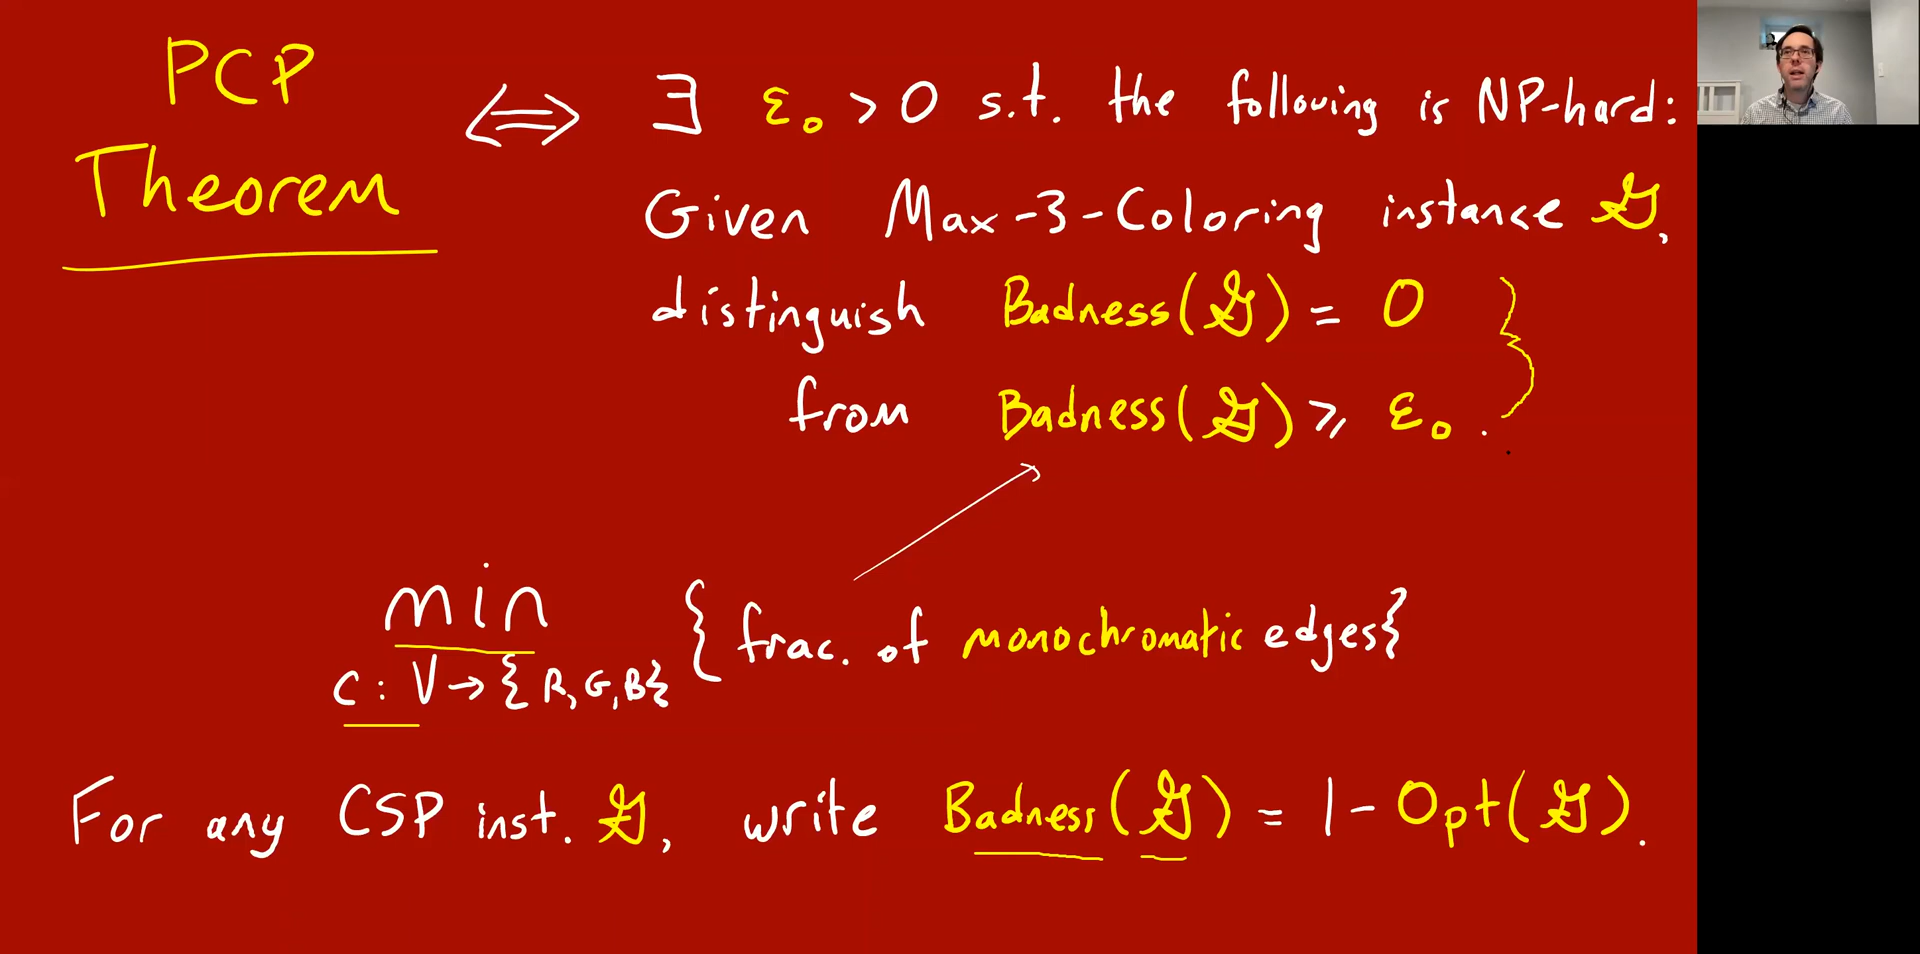 PCP
Theorem
⟺ ∃ ε₀ > 0 s.t. the following is NP-hard:
Given Max-3-Coloring instance 𝒢,
distinguish Badness(𝒢) = 0
from Badness(𝒢) ⩾ ε₀.
min { frac. of monochromatic edges}
c : V → { R, G, B}
For any CSP inst. 𝒢, write Badness(𝒢) = 1 - Opt(𝒢).